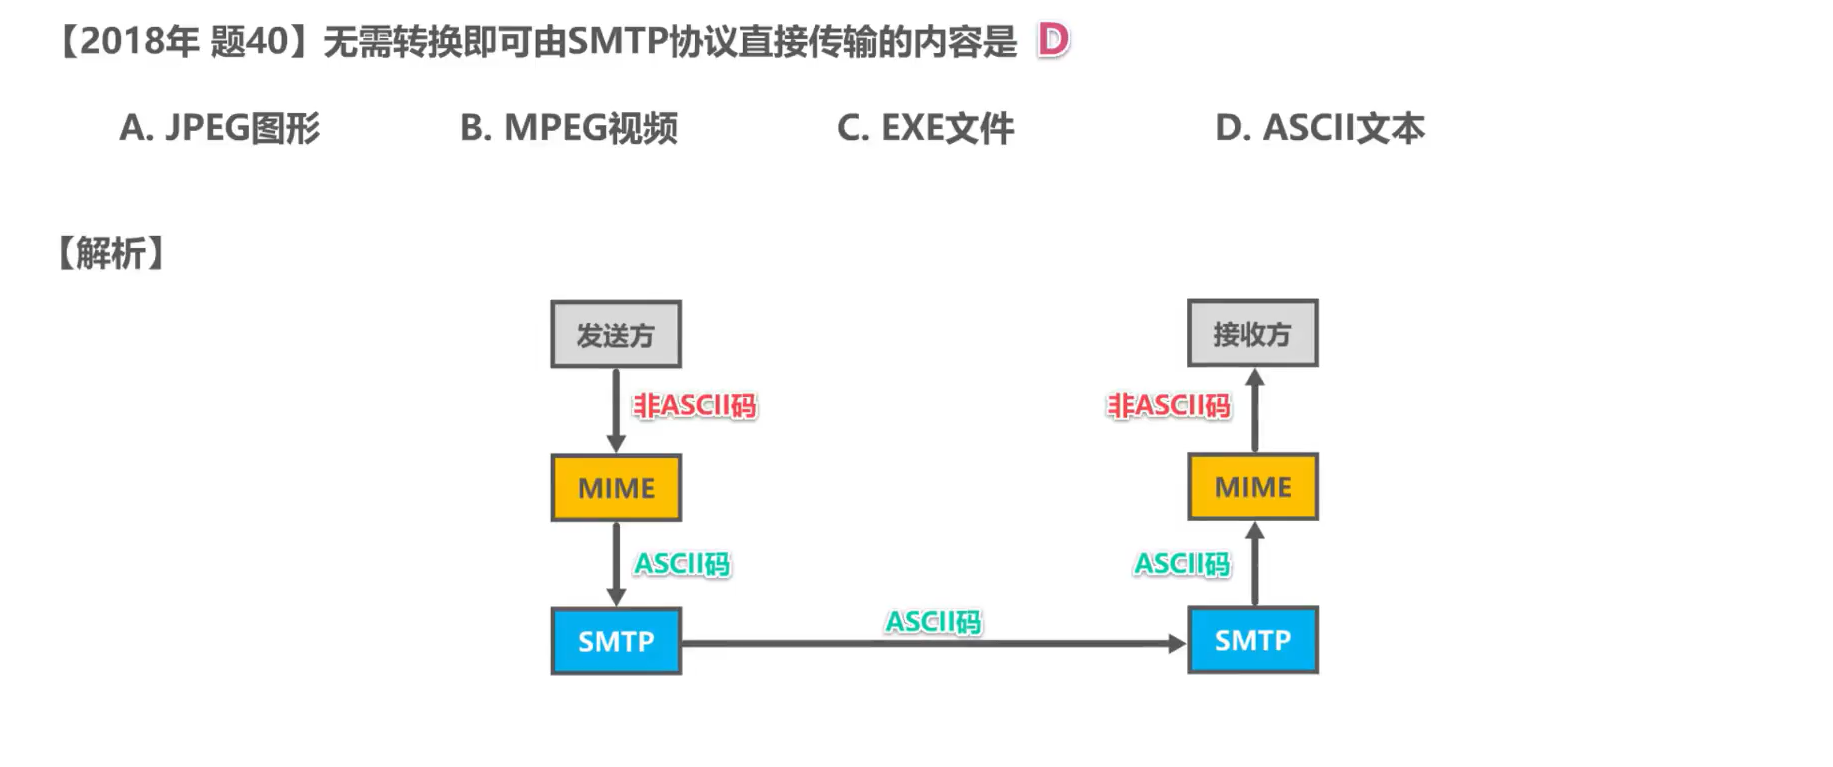 【2018年 题40】无需转换即可由SMTP协议直接传输的内容是 D
A. JPEG图形 B. MPEG视频 C. EXE文件 D. ASCII文本
【解析】
发送方 接收方
非ASCII码 非ASCII码
MIME MIME
ASCII码 ASCII码
ASCII码
SMTP SMTP